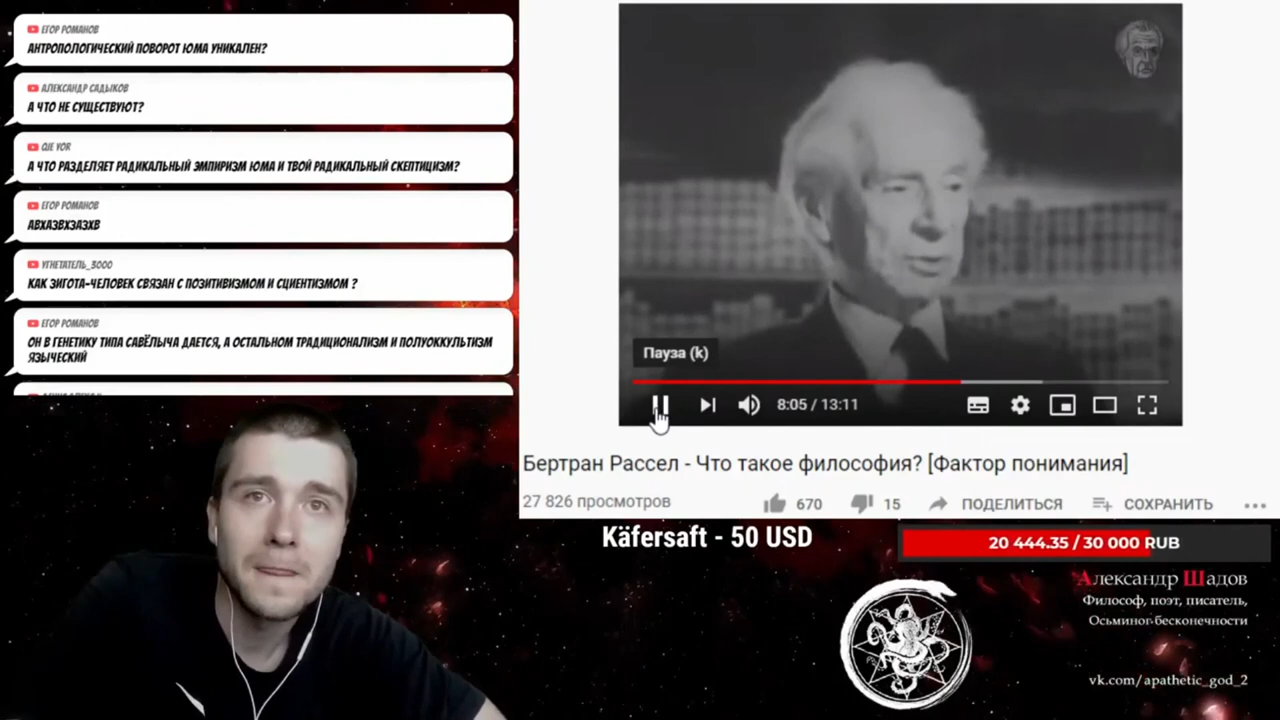 ЕГОР РОМАНОВ
АНТРОПОЛОГИЧЕСКИЙ ПОВОРОТ ЮМА УНИКАЛЕН?
АЛЕКСАНДР САДЫКОВ
А ЧТО НЕ СУЩЕСТВУЮТ?
QJE YOR
А ЧТО РАЗДЕЛЯЕТ РАДИКАЛЬНЫЙ ЭМПИРИЗМ ЮМА И ТВОЙ РАДИКАЛЬНЫЙ СКЕПТИЦИЗМ?
ЕГОР РОМАНОВ
АВХАЗВХЗАЗХВ
УГНЕТАТЕЛЬ_3000
КАК ЗИГОТА-ЧЕЛОВЕК СВЯЗАН С ПОЗИТИВИЗМОМ И СЦИЕНТИЗМОМ ?
ЕГОР РОМАНОВ
ОН В ГЕНЕТИКУ ТИПА САВЁЛЫЧА ДАЕТСЯ, А ОСТАЛЬНОМ ТРАДИЦИОНАЛИЗМ И ПОЛУОККУЛЬТИЗМ
ЯЗЫЧЕСКИЙ
Пауза (k)
8:05 / 13:11
Бертран Рассел - Что такое философия? [Фактор понимания]
27 826 просмотров
670
15
ПОДЕЛИТЬСЯ
СОХРАНИТЬ
Käfersaft - 50 USD
20 444.35 / 30 000 RUB
Александр Шадов
Философ, поэт, писатель,
Осьминог бесконечности
vk.com/apathetic_god_2